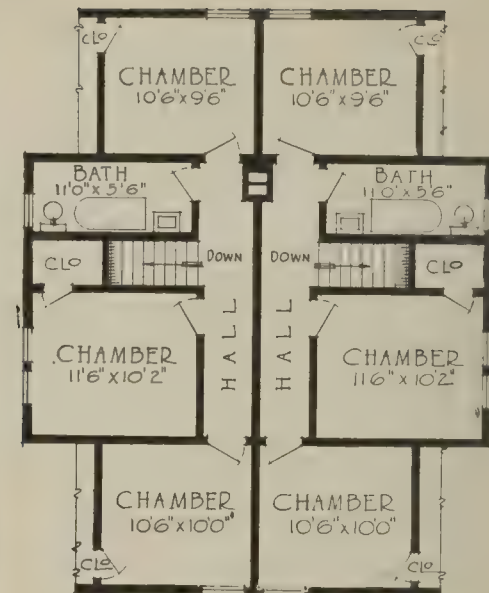 CLO
CHAMBER
10'6"x9'6"
CHAMBER
10'6"x9'6"
CLO
BATH
11'0"x5'6"
BATH
11'0"x5'6"
CLO
DOWN
DOWN
CLO
HALL
HALL
CHAMBER
11'6"x10'2"
CHAMBER
11'6"x10'2"
CHAMBER
10'6"x10'0"
CHAMBER
10'6"x10'0"
CLO
CLO